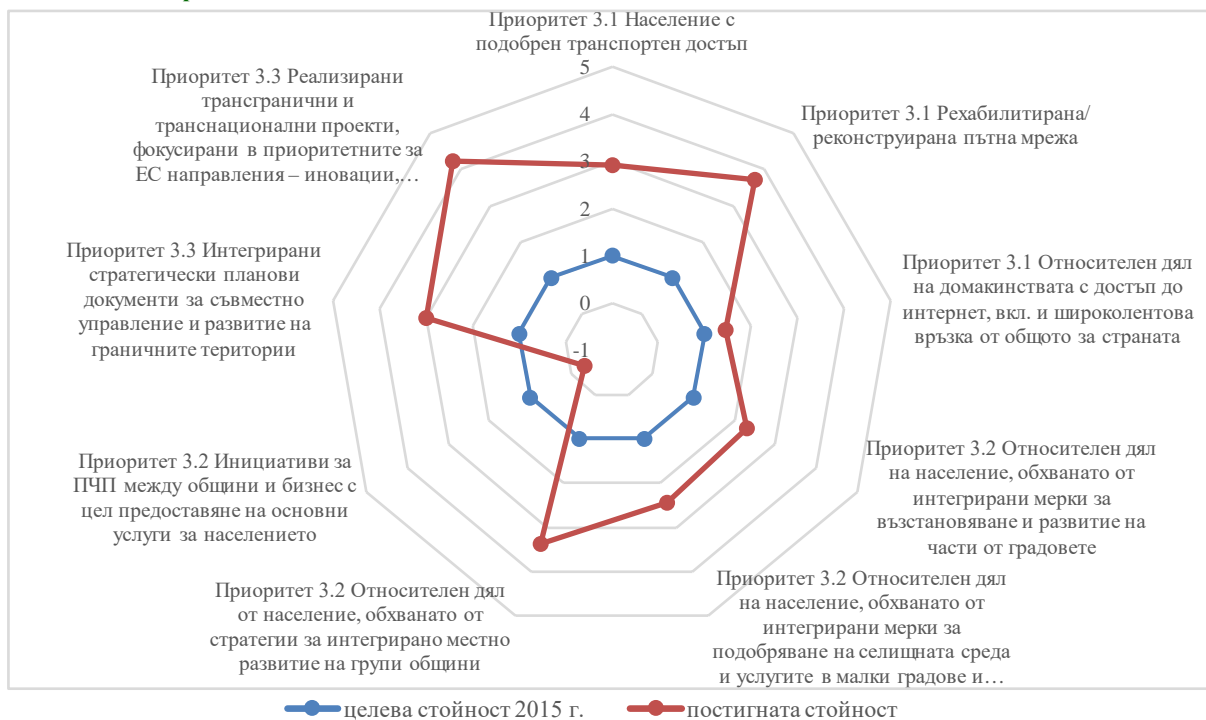 Приоритет 3.1 Население с
подобрен транспортен достъп
Приоритет 3.3 Реализирани
трансгранични и
транснационални проекти,
фокусирани в приоритетните за
ЕС направления – иновации,…
Приоритет 3.1 Рехабилитирана/
реконструирана пътна мрежа
5
4
3
2
1
0
-1
Приоритет 3.3 Интегрирани
стратегически планови
документи за съвместно
управление и развитие на
граничните територии
Приоритет 3.1 Относителен дял
на домакинствата с достъп до
интернет, вкл. и широколентова
връзка от общото за страната
Приоритет 3.2 Инициативи за
ПЧП между общини и бизнес с
цел предоставяне на основни
услуги за населението
Приоритет 3.2 Относителен дял
на население, обхванато от
интегрирани мерки за
възстановяване и развитие на
части от градовете
Приоритет 3.2 Относителен дял
от население, обхванато от
стратегии за интегрирано местно
развитие на групи общини
Приоритет 3.2 Относителен дял
на население, обхванато от
интегрирани мерки за
подобряване на селищната среда
и услугите в малки градове и…
целева стойност 2015 г.
постигната стойност